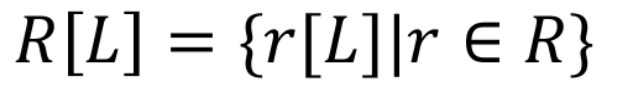 R[L] = {r[L]|r ∈ R}